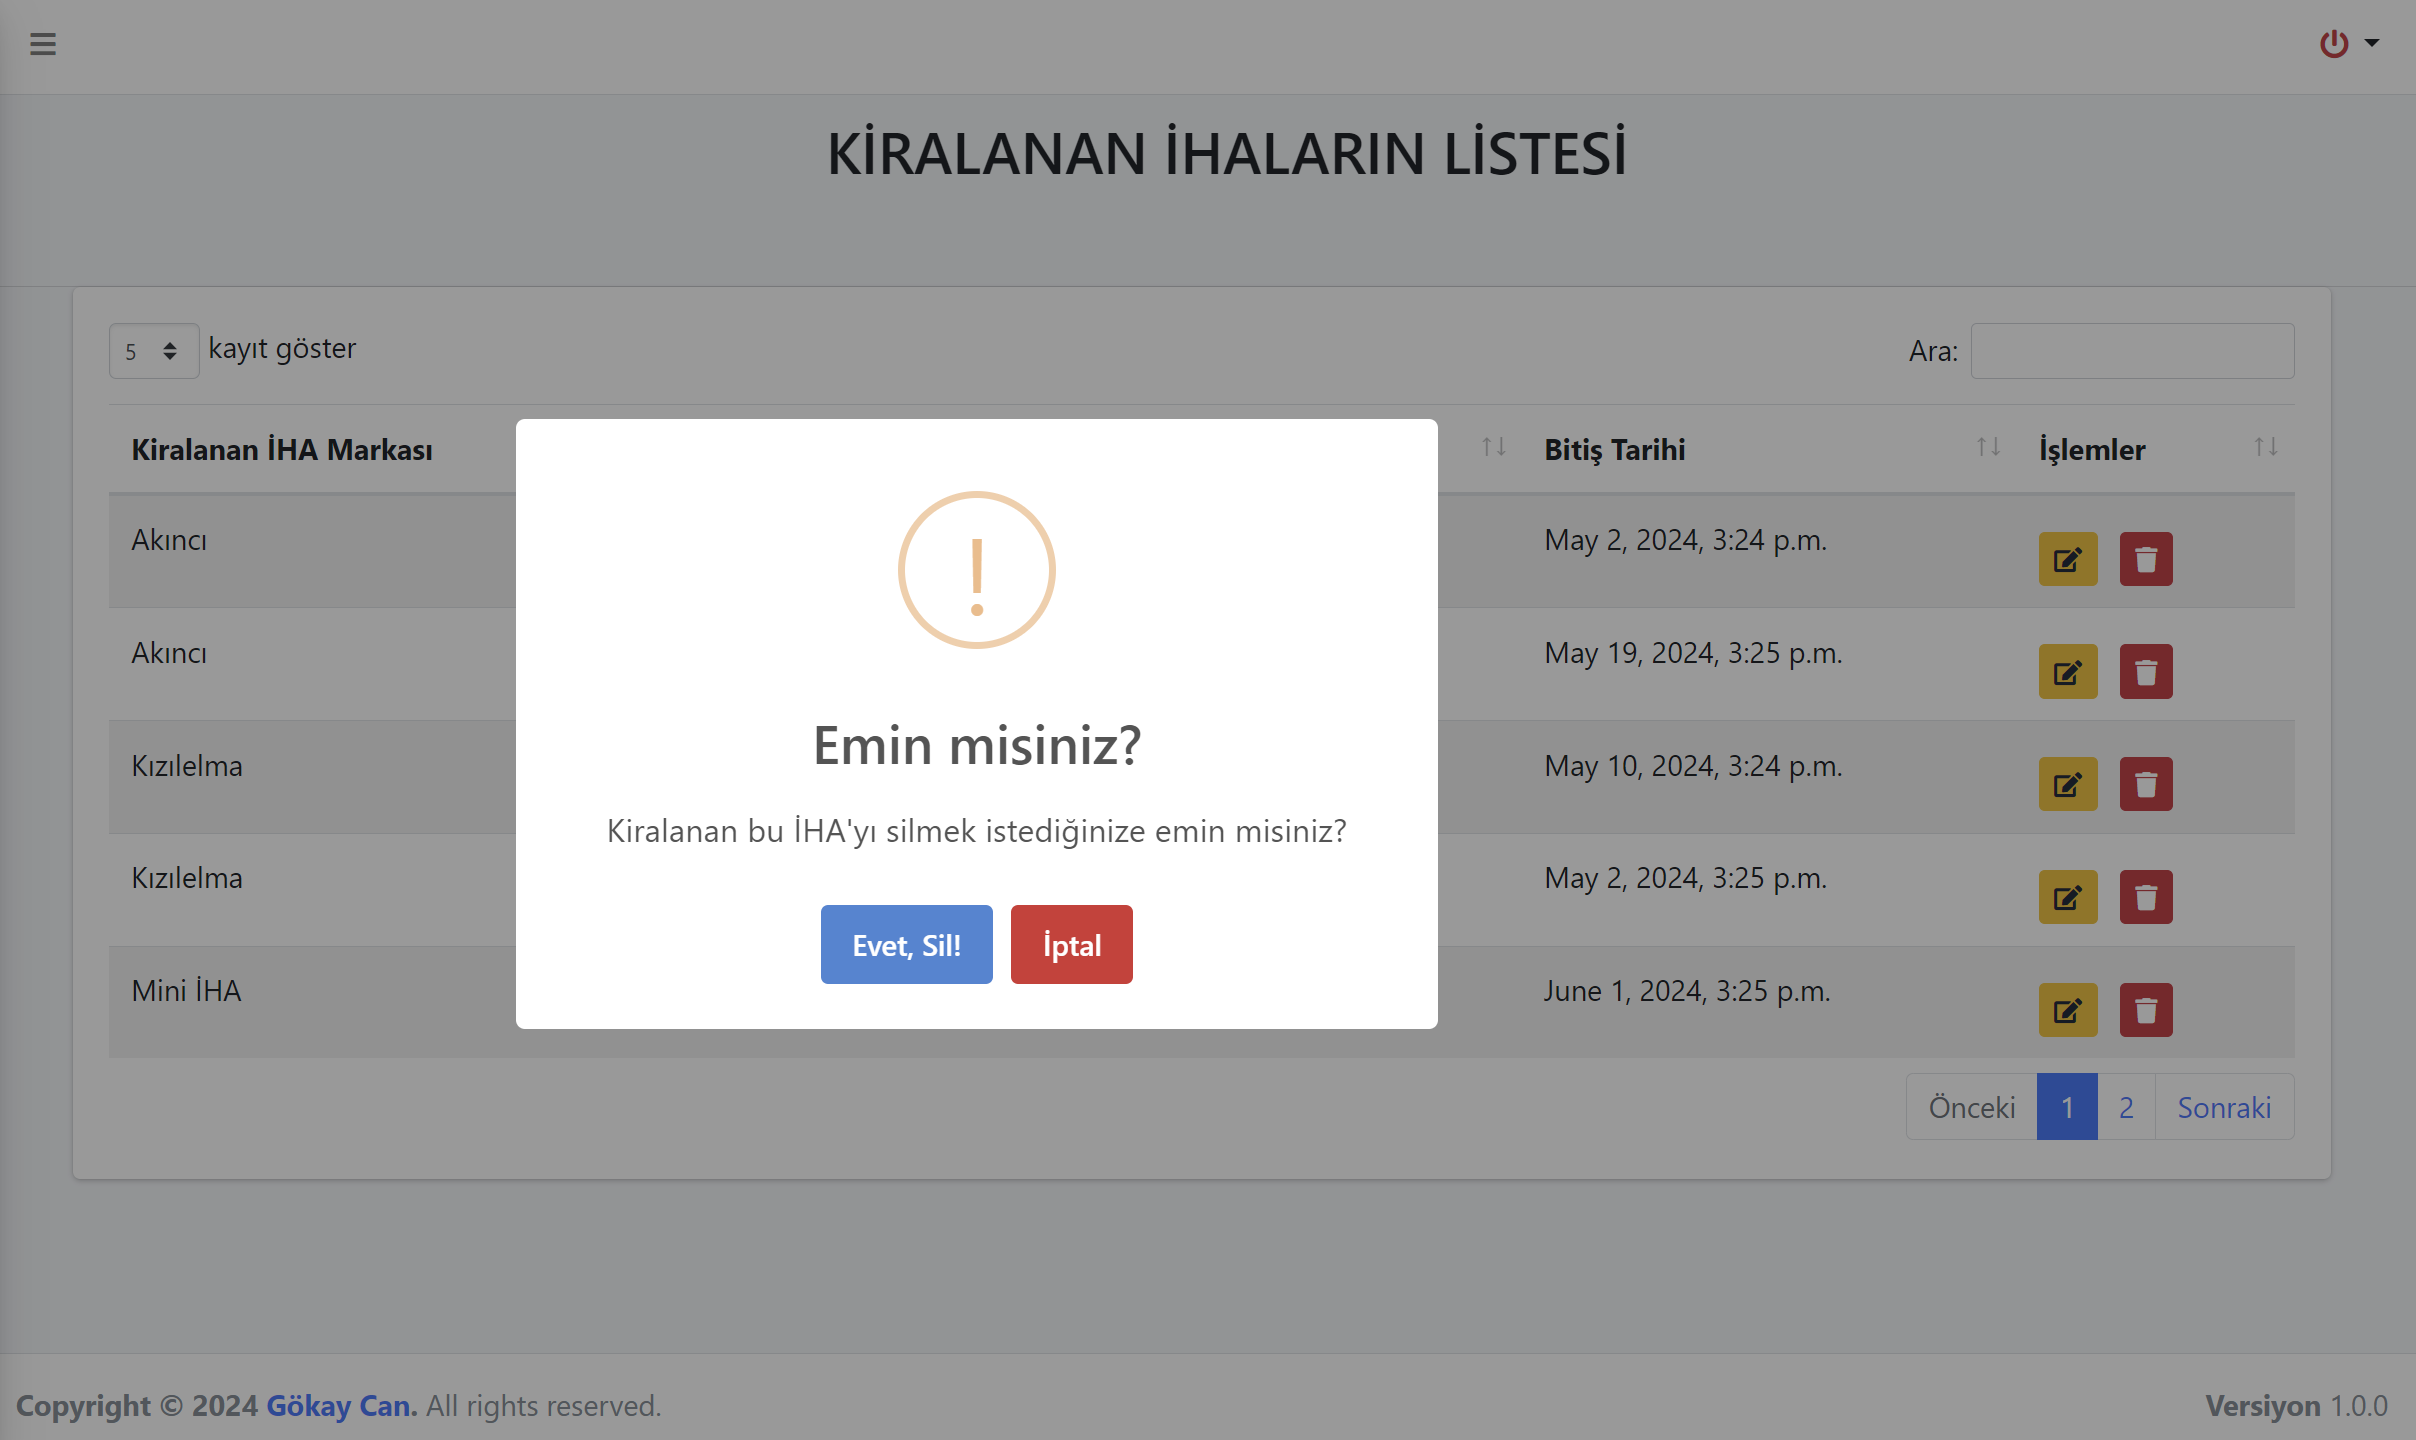 KİRALANAN İHALARIN LİSTESİ
5 kayıt göster
Ara:
Kiralanan İHA Markası
Bitiş Tarihi
İşlemler
Akıncı
May 2, 2024, 3:24 p.m.
Akıncı
May 19, 2024, 3:25 p.m.
Kızılelma
May 10, 2024, 3:24 p.m.
Kızılelma
May 2, 2024, 3:25 p.m.
Mini İHA
June 1, 2024, 3:25 p.m.
!
Emin misiniz?
Kiralanan bu İHA'yı silmek istediğinize emin misiniz?
Evet, Sil!
İptal
Önceki 1 2 Sonraki
Copyright © 2024 Gökay Can. All rights reserved.
Versiyon 1.0.0